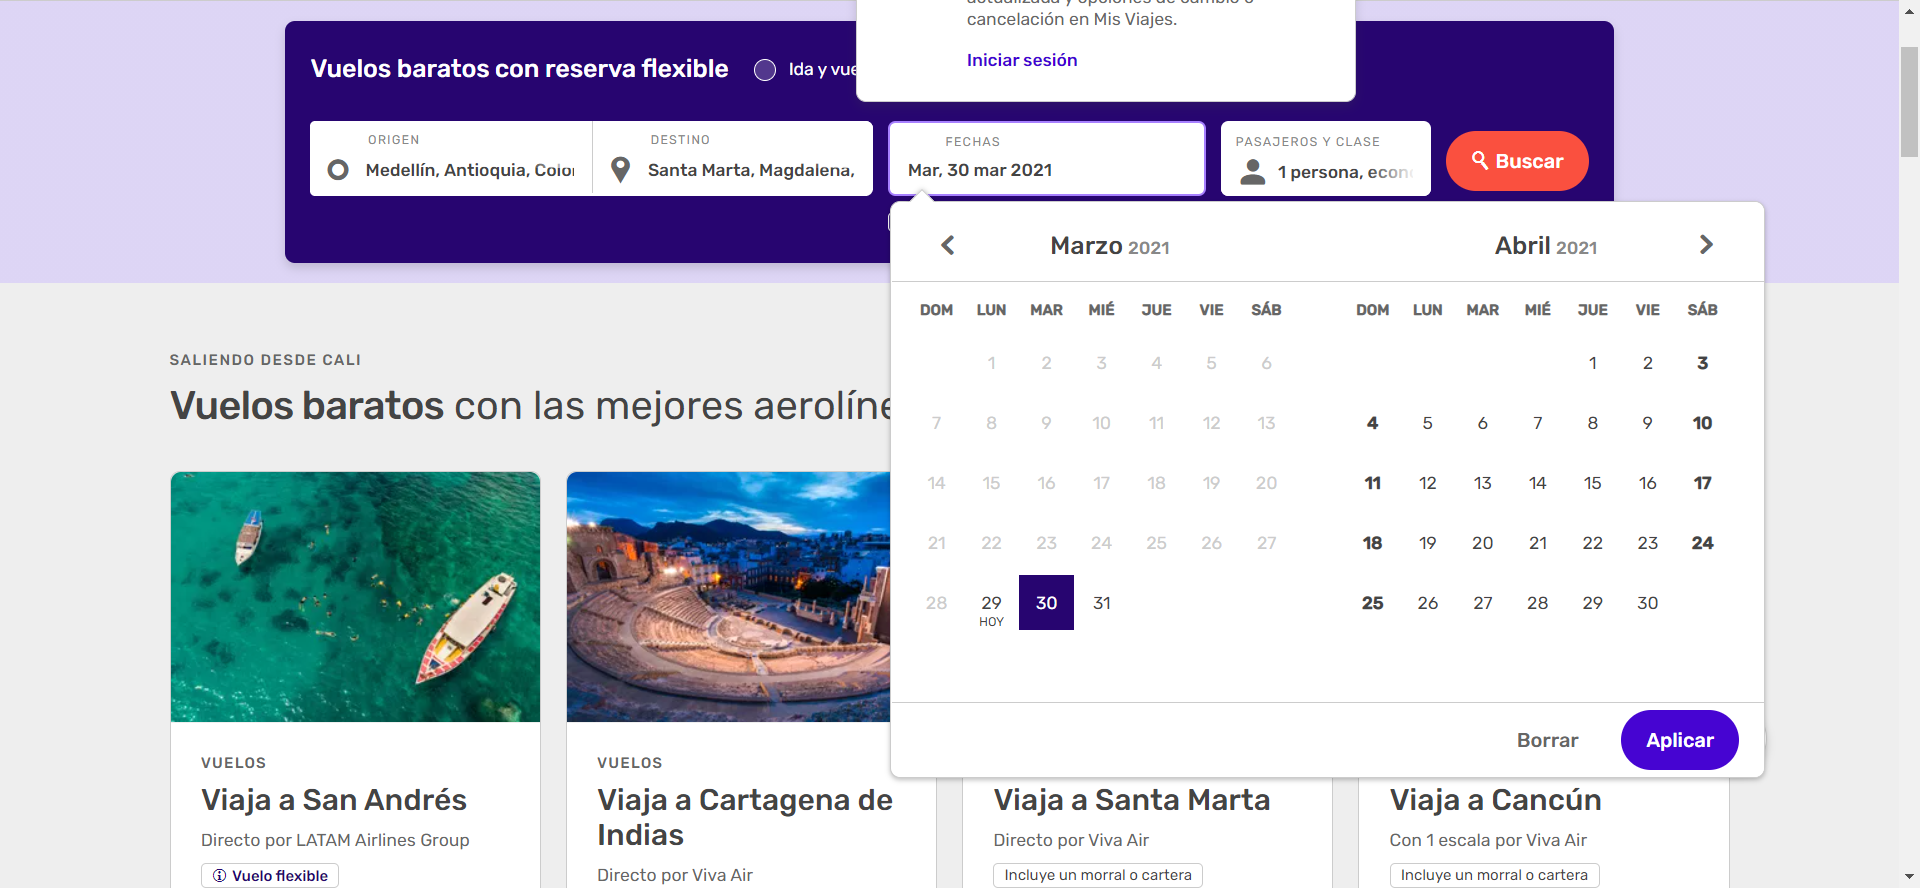 cancelación en Mis Viajes.
Iniciar sesión
Vuelos baratos con reserva flexible
Ida y vue
ORIGEN
Medellín, Antioquia,
DESTINO
Santa Marta, Magdalena,
FECHAS
Mar, 30 mar 2021
PASAJEROS Y CLASE
1 persona, econ
Buscar
Marzo 2021
DOM LUN MAR MIÉ JUE VIE SÁB
1 2 3 4 5 6
7 8 9 10 11 12 13
14 15 16 17 18 19 20
21 22 23 24 25 26 27
28 29 30 31
HOY
Abril 2021
DOM LUN MAR MIÉ JUE VIE SÁB
1 2 3
4 5 6 7 8 9 10
11 12 13 14 15 16 17
18 19 20 21 22 23 24
25 26 27 28 29 30
Borrar
Aplicar
SALIENDO DESDE CALI
Vuelos baratos con las mejores aerolíne
VUELOS
Viaja a San Andrés
Directo por LATAM Airlines Group
Vuelo flexible
VUELOS
Viaja a Cartagena de
Indias
Directo por Viva Air
Viaja a Santa Marta
Directo por Viva Air
Incluye un morral o cartera
Viaja a Cancún
Con 1 escala por Viva Air
Incluye un morral o cartera